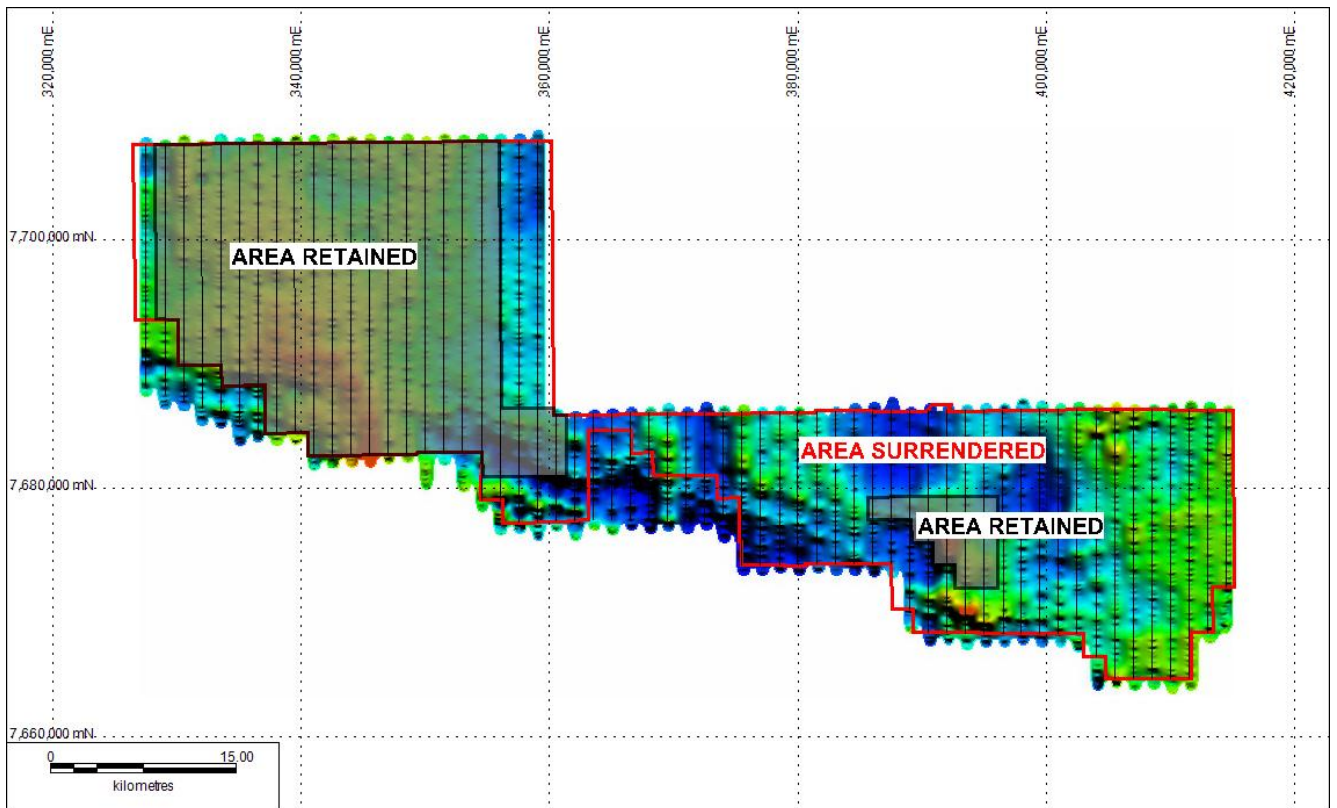 320,000 mE
340,000 mE
360,000 mE
380,000 mE
400,000 mE
420,000 mE
7,700,000 mN
AREA RETAINED
AREA SURRENDERED
7,680,000 mN
AREA RETAINED
7,660,000 mN
0 15.00
kilometres